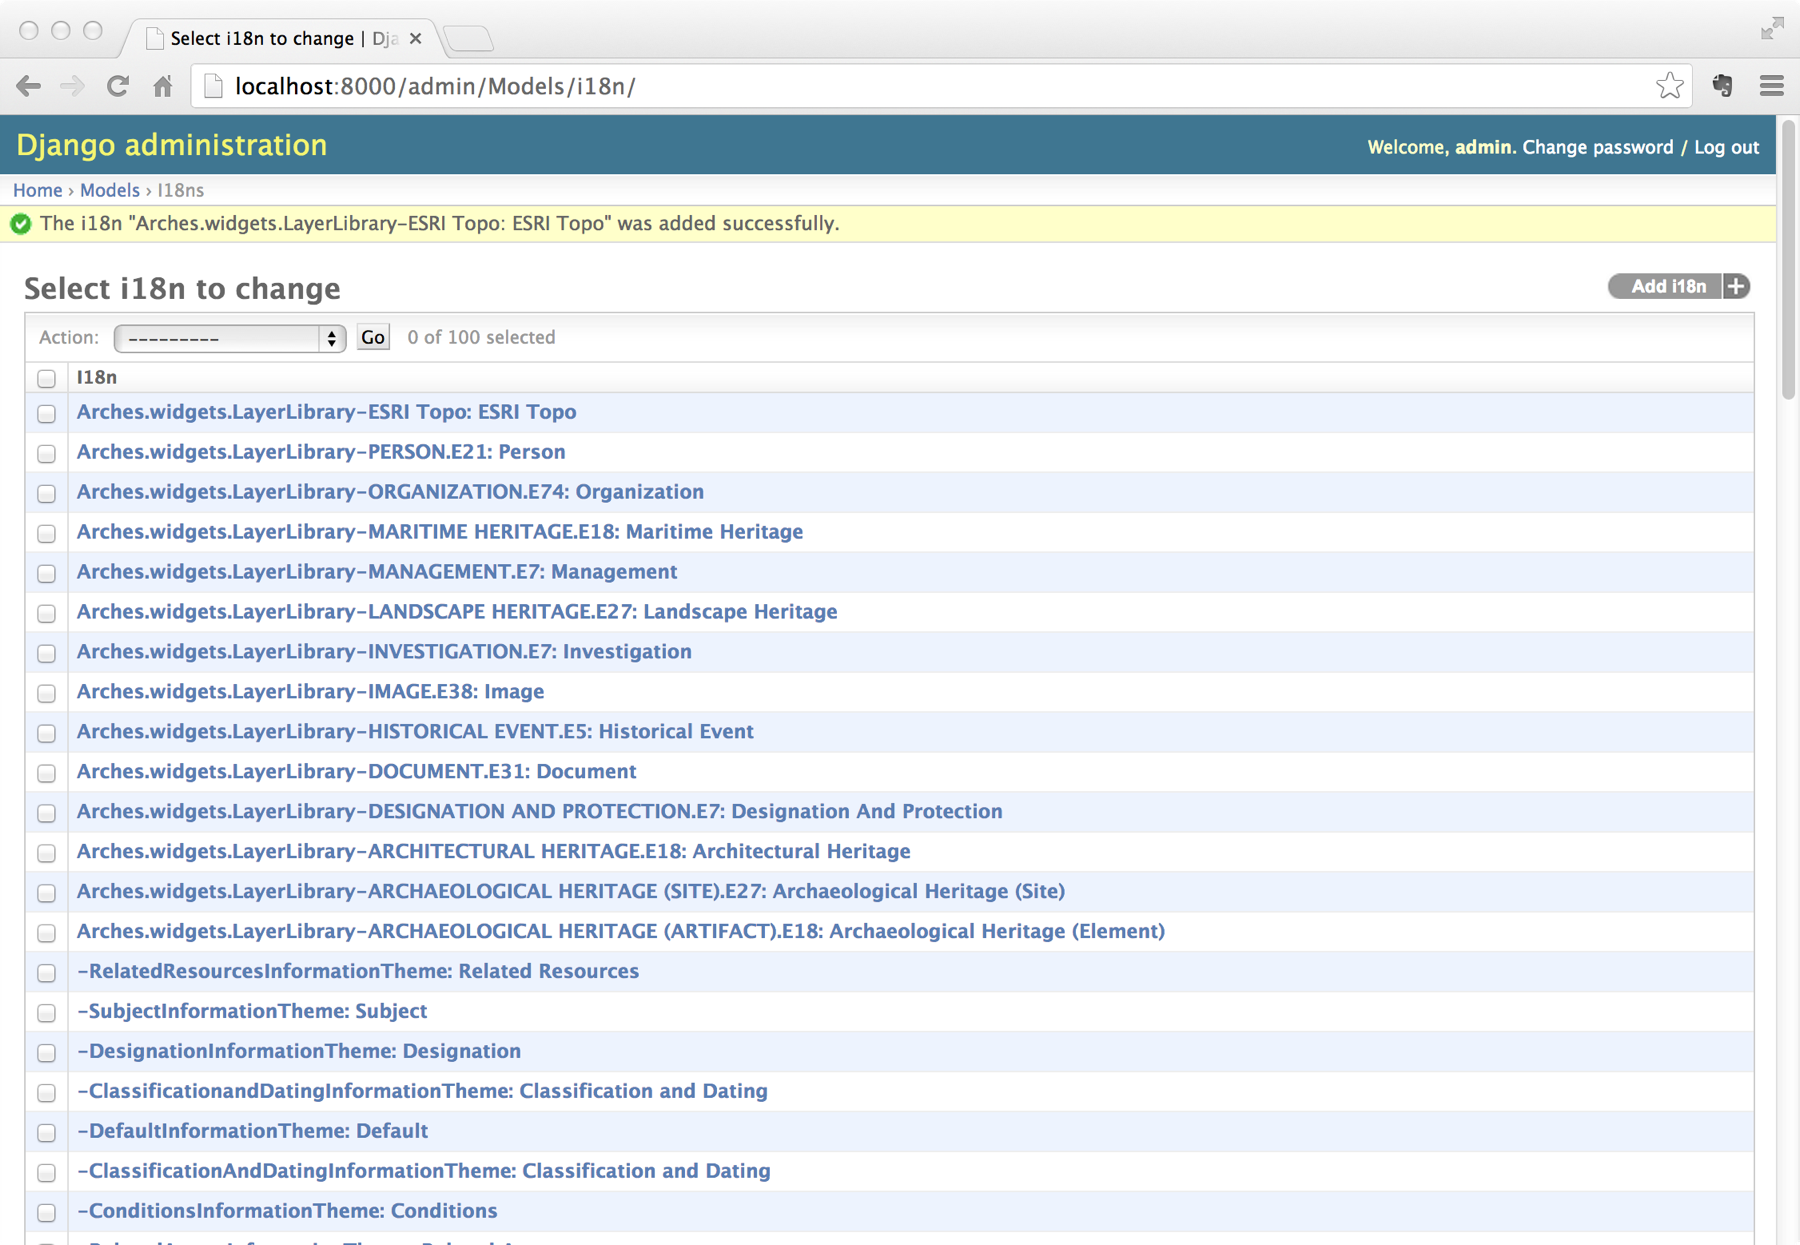 Select i18n to change | Dja
localhost:8000/admin/Models/i18n/
Django administration
Welcome, admin. Change password / Log out
Home › Models › I18ns
The i18n "Arches.widgets.LayerLibrary-ESRI Topo: ESRI Topo" was added successfully.
Select i18n to change
Add i18n +
Action: --------- Go 0 of 100 selected
I18n
Arches.widgets.LayerLibrary-ESRI Topo: ESRI Topo
Arches.widgets.LayerLibrary-PERSON.E21: Person
Arches.widgets.LayerLibrary-ORGANIZATION.E74: Organization
Arches.widgets.LayerLibrary-MARITIME HERITAGE.E18: Maritime Heritage
Arches.widgets.LayerLibrary-MANAGEMENT.E7: Management
Arches.widgets.LayerLibrary-LANDSCAPE HERITAGE.E27: Landscape Heritage
Arches.widgets.LayerLibrary-INVESTIGATION.E7: Investigation
Arches.widgets.LayerLibrary-IMAGE.E38: Image
Arches.widgets.LayerLibrary-HISTORICAL EVENT.E5: Historical Event
Arches.widgets.LayerLibrary-DOCUMENT.E31: Document
Arches.widgets.LayerLibrary-DESIGNATION AND PROTECTION.E7: Designation And Protection
Arches.widgets.LayerLibrary-ARCHITECTURAL HERITAGE.E18: Architectural Heritage
Arches.widgets.LayerLibrary-ARCHAEOLOGICAL HERITAGE (SITE).E27: Archaeological Heritage (Site)
Arches.widgets.LayerLibrary-ARCHAEOLOGICAL HERITAGE (ARTIFACT).E18: Archaeological Heritage (Element)
-RelatedResourcesInformationTheme: Related Resources
-SubjectInformationTheme: Subject
-DesignationInformationTheme: Designation
-ClassificationandDatingInformationTheme: Classification and Dating
-DefaultInformationTheme: Default
-ClassificationAndDatingInformationTheme: Classification and Dating
-ConditionsInformationTheme: Conditions